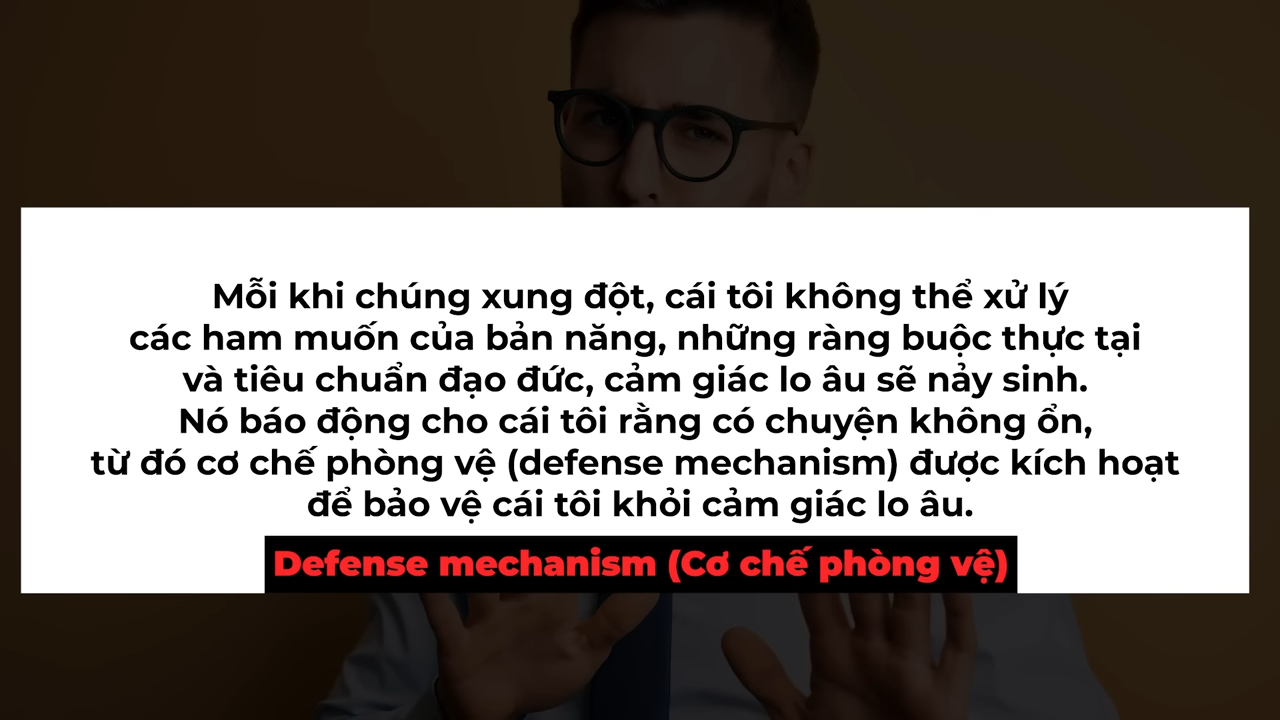 Mỗi khi chúng xung đột, cái tôi không thể xử lý
các ham muốn của bản năng, những ràng buộc thực tại
và tiêu chuẩn đạo đức, cảm giác lo âu sẽ nảy sinh.
Nó báo động cho cái tôi rằng có chuyện không ổn,
từ đó cơ chế phòng vệ (defense mechanism) được kích hoạt
để bảo vệ cái tôi khỏi cảm giác lo âu.
Defense mechanism (Cơ chế phòng vệ)